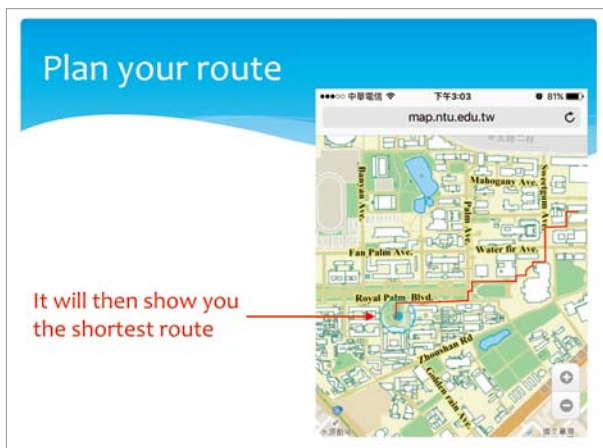 Plan your route
中華電信
下午3:03
81%
map.ntu.edu.tw
Banyan Ave.
Mahogany Ave.
Sweetgum Ave.
Palm Ave.
Fan Palm Ave.
Water fir Ave.
Royal Palm Blvd.
It will then show you
the shortest route
Zhoushan Rd
Golden rain Ave.